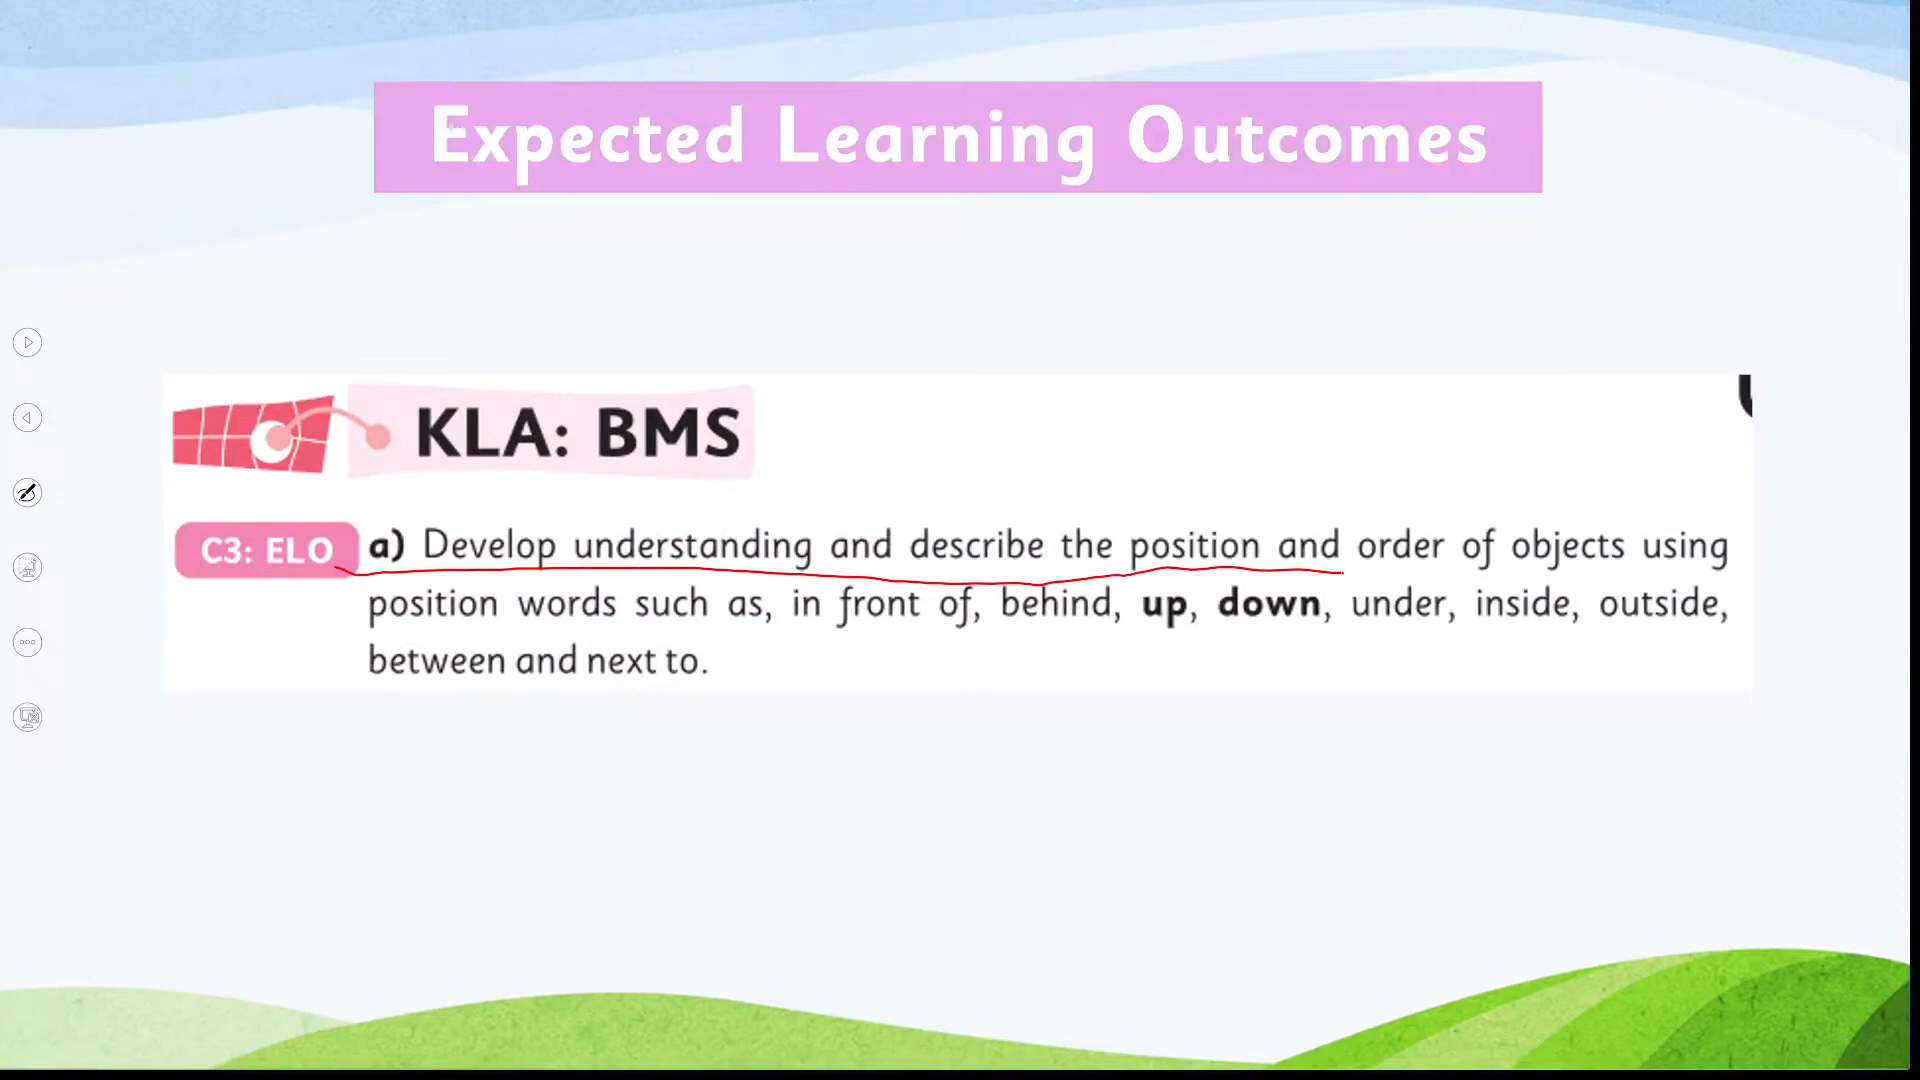 Expected Learning Outcomes
KLA: BMS
C3: ELO a) Develop understanding and describe the position and order of objects using
position words such as, in front of, behind, up, down, under, inside, outside,
between and next to.